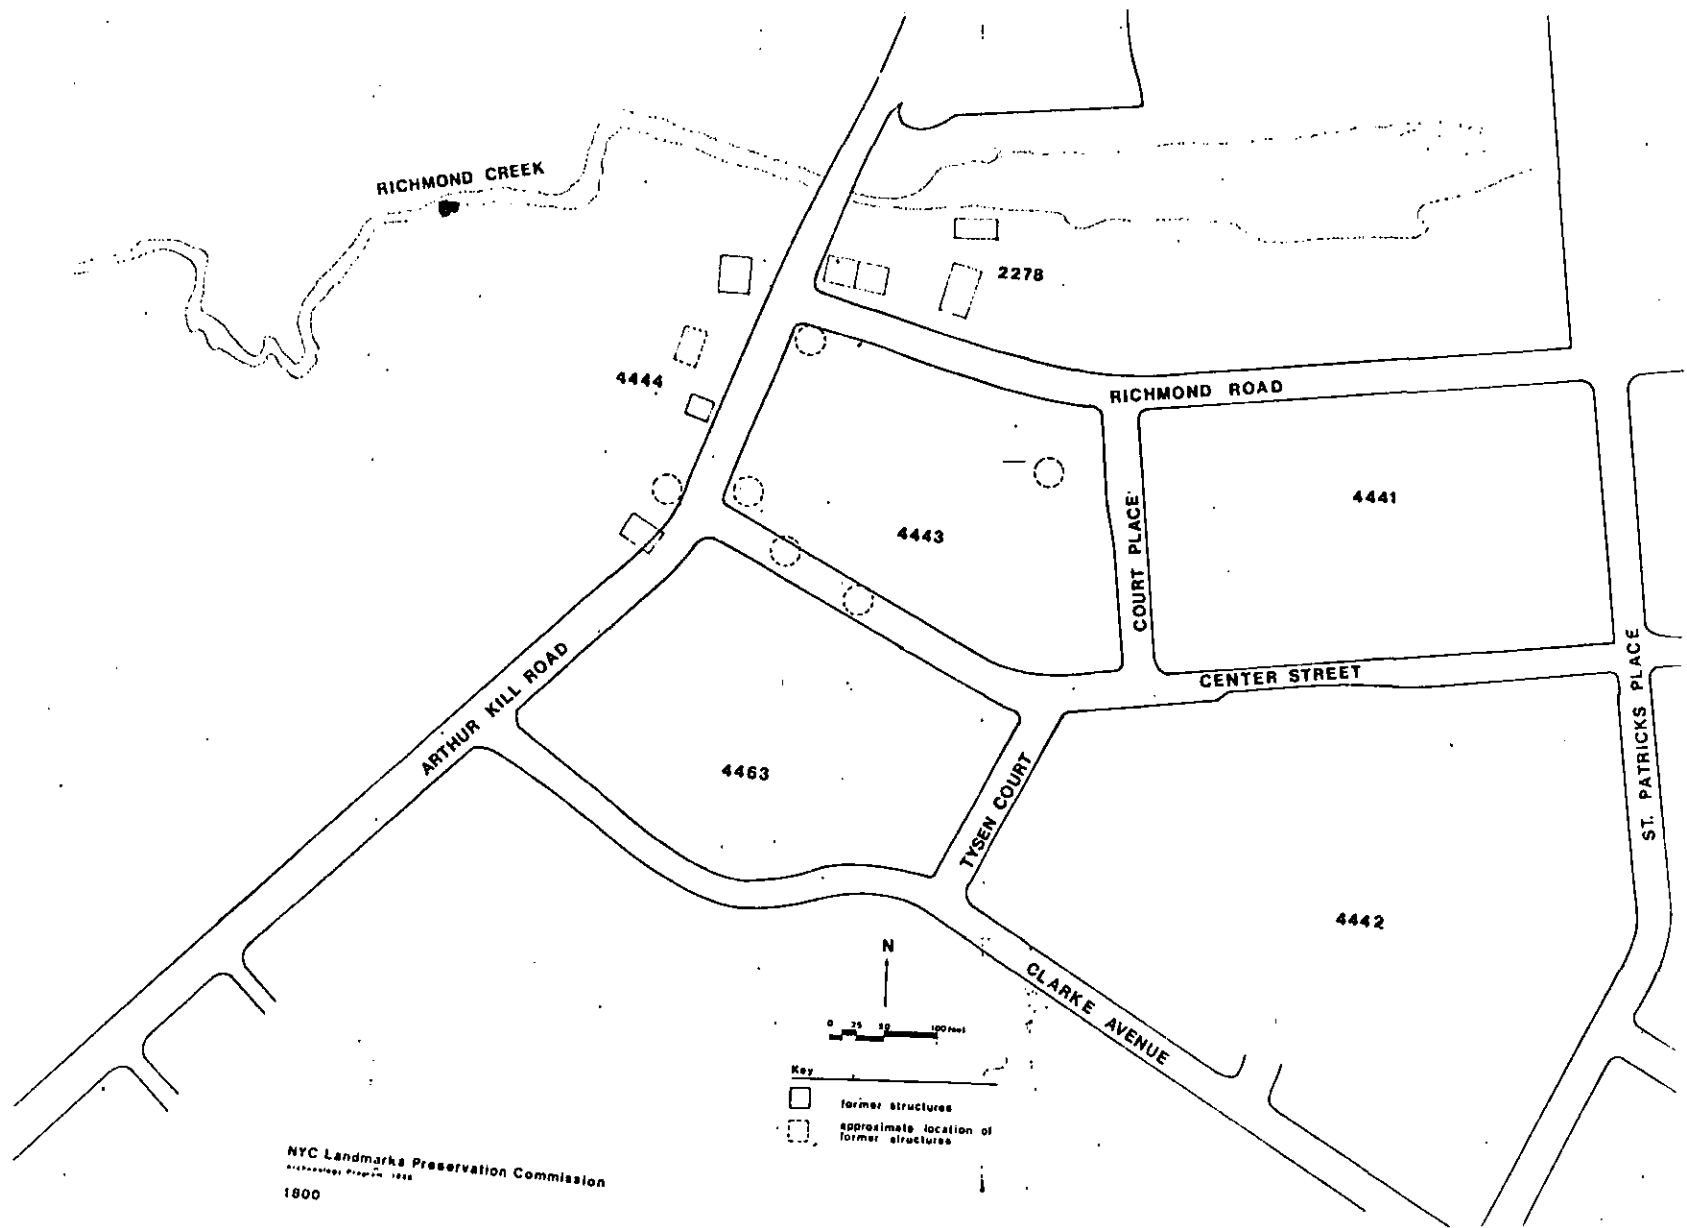 RICHMOND CREEK
2278
4444
RICHMOND ROAD
4441
4443
COURT PLACE
CENTER STREET
ST. PATRICKS PLACE
ARTHUR KILL ROAD
4463
TYSEN COURT
4442
CLARKE AVENUE
N
0 25 50 100 feet
Key
former structures
approximate location of
former structures
NYC Landmarks Preservation Commission
Archaeology Program
1800